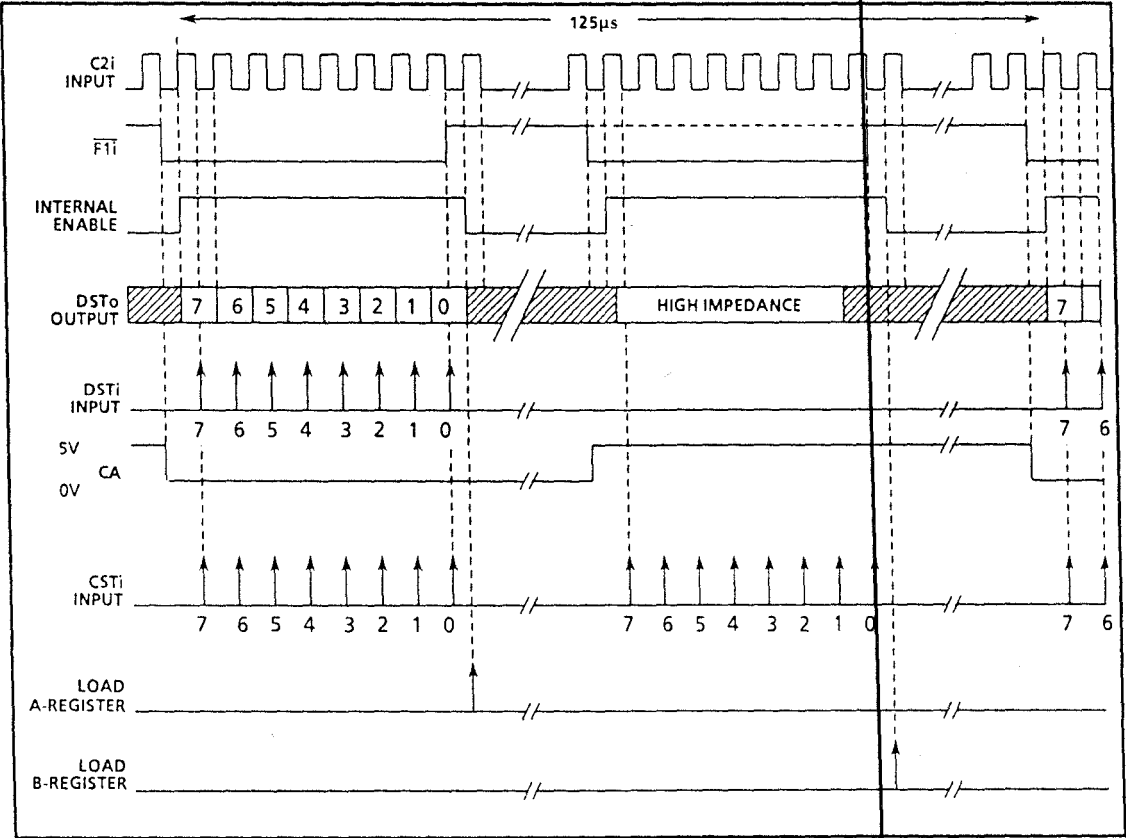 125µs
C2i
INPUT
F1i
INTERNAL
ENABLE
DSTo
OUTPUT
7 6 5 4 3 2 1 0
HIGH IMPEDANCE
7
DSTi
INPUT
7 6 5 4 3 2 1 0
7 6
5V
CA
0V
CSTi
INPUT
7 6 5 4 3 2 1 0
7 6 5 4 3 2 1 0
7 6
LOAD
A-REGISTER
LOAD
B-REGISTER